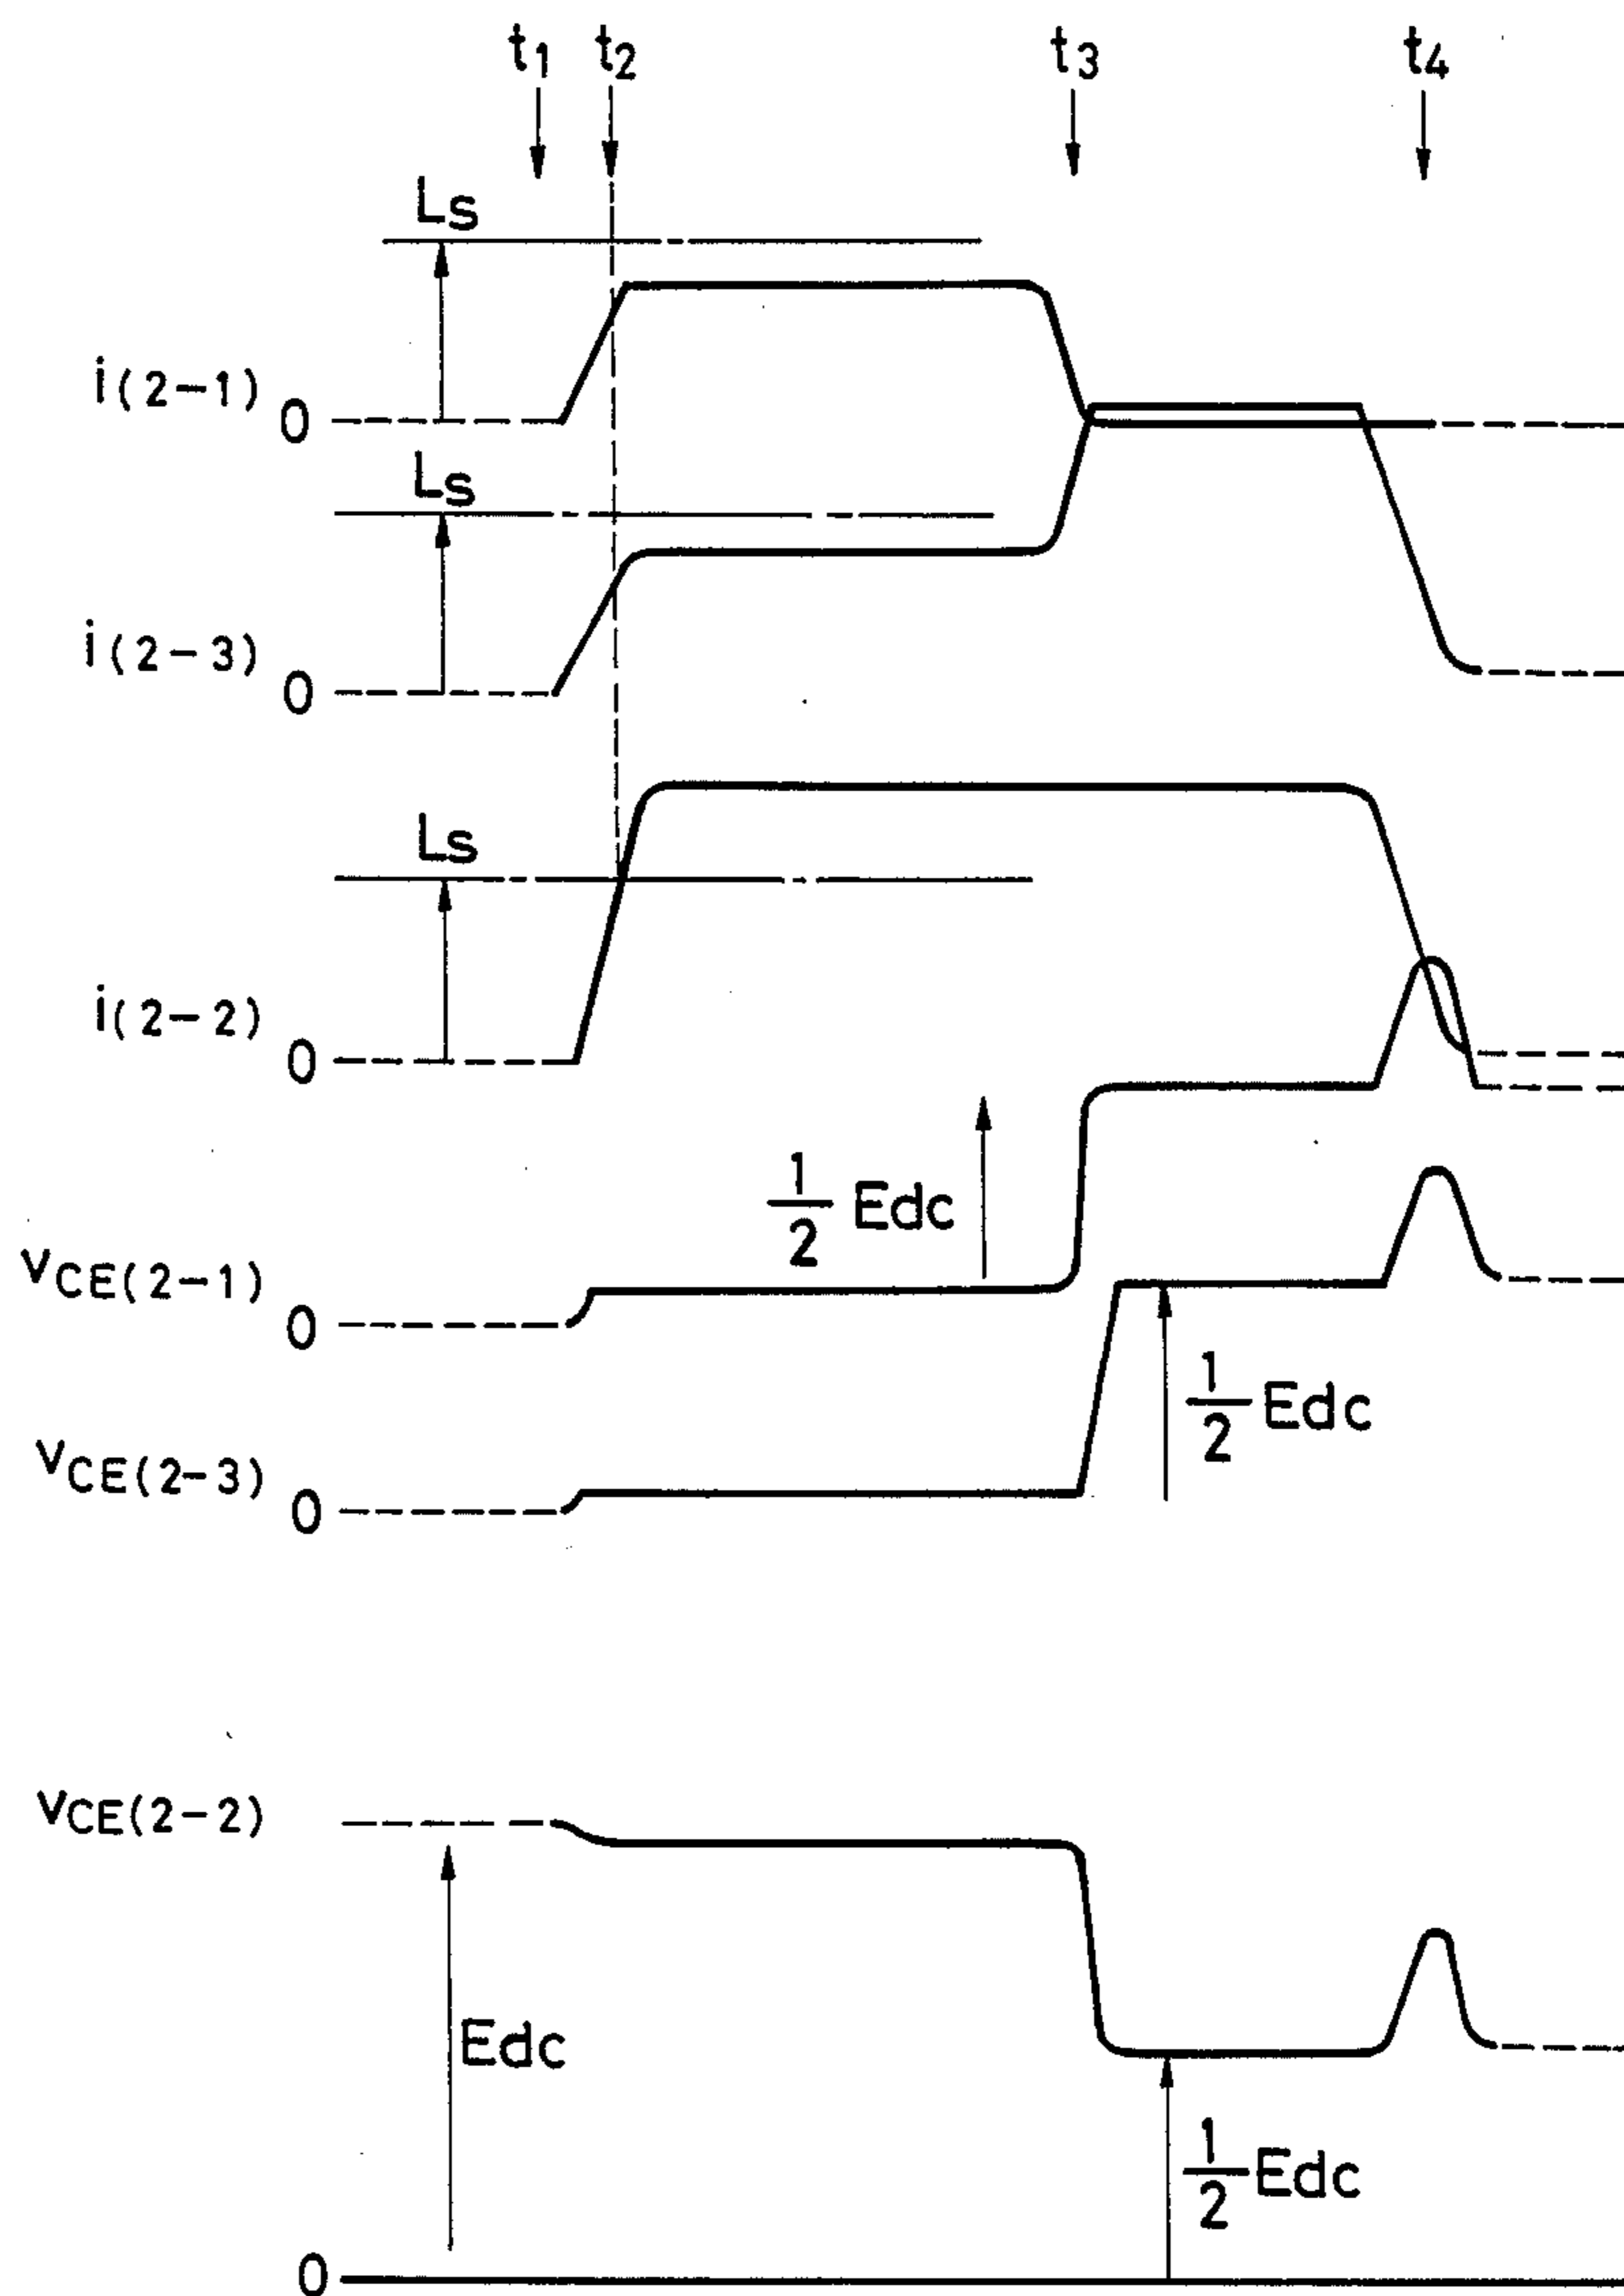 t1 t2 t3 t4
Ls
i(2-1) 0
Ls
i(2-3) 0
Ls
i(2-2) 0
1/2 Edc
vCE(2-1) 0
1/2 Edc
vCE(2-3) 0
vCE(2-2)
Edc
1/2 Edc
0